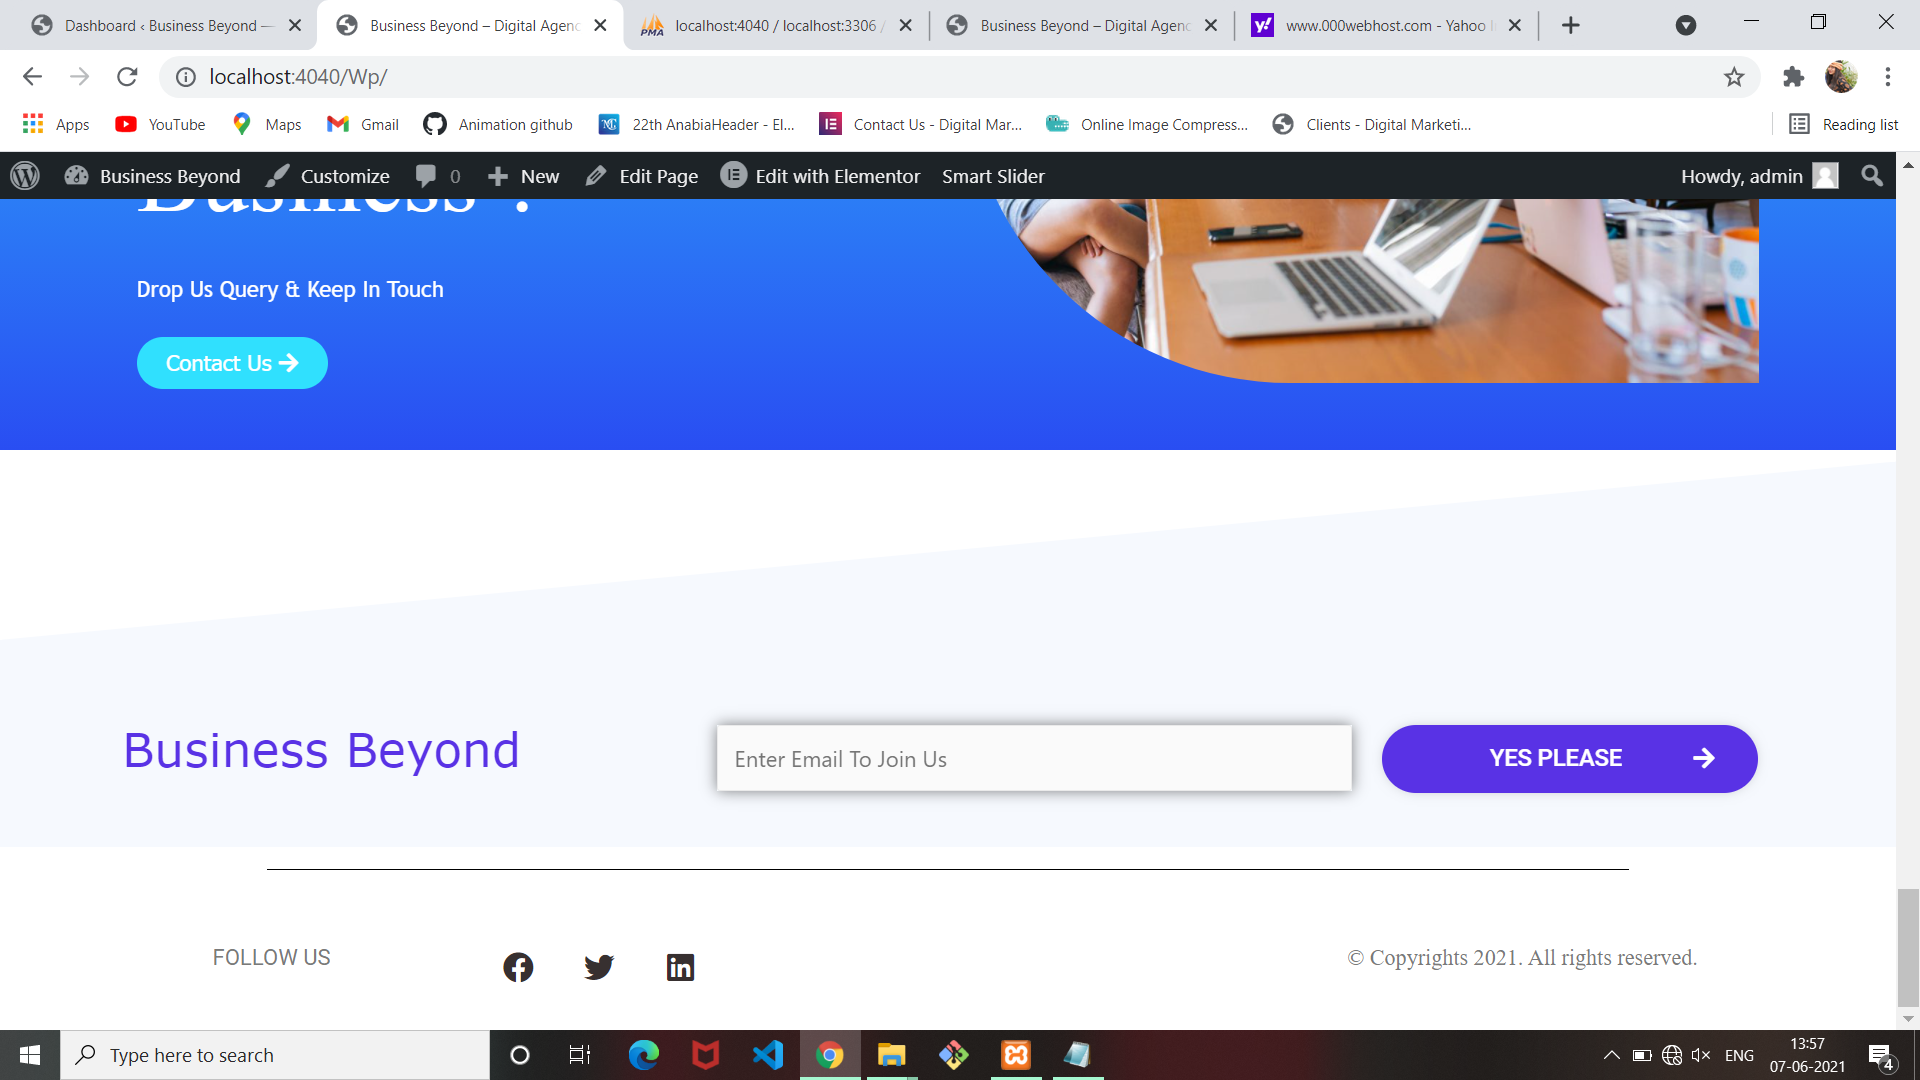 Dashboard ‹ Business Beyond —
Business Beyond – Digital Agenc
localhost:4040 / localhost:3306 /
Business Beyond – Digital Agenc
www.000webhost.com - Yahoo I
localhost:4040/Wp/
Apps
YouTube
Maps
Gmail
Animation github
22th AnabiaHeader - El...
Contact Us - Digital Mar...
Online Image Compress...
Clients - Digital Marketi...
Reading list
Business Beyond
Customize
0
New
Edit Page
Edit with Elementor
Smart Slider
Howdy, admin
Business ?
Drop Us Query & Keep In Touch
Contact Us
Business Beyond
Enter Email To Join Us
YES PLEASE
FOLLOW US
© Copyrights 2021. All rights reserved.
Type here to search
ENG
13:57
07-06-2021
4